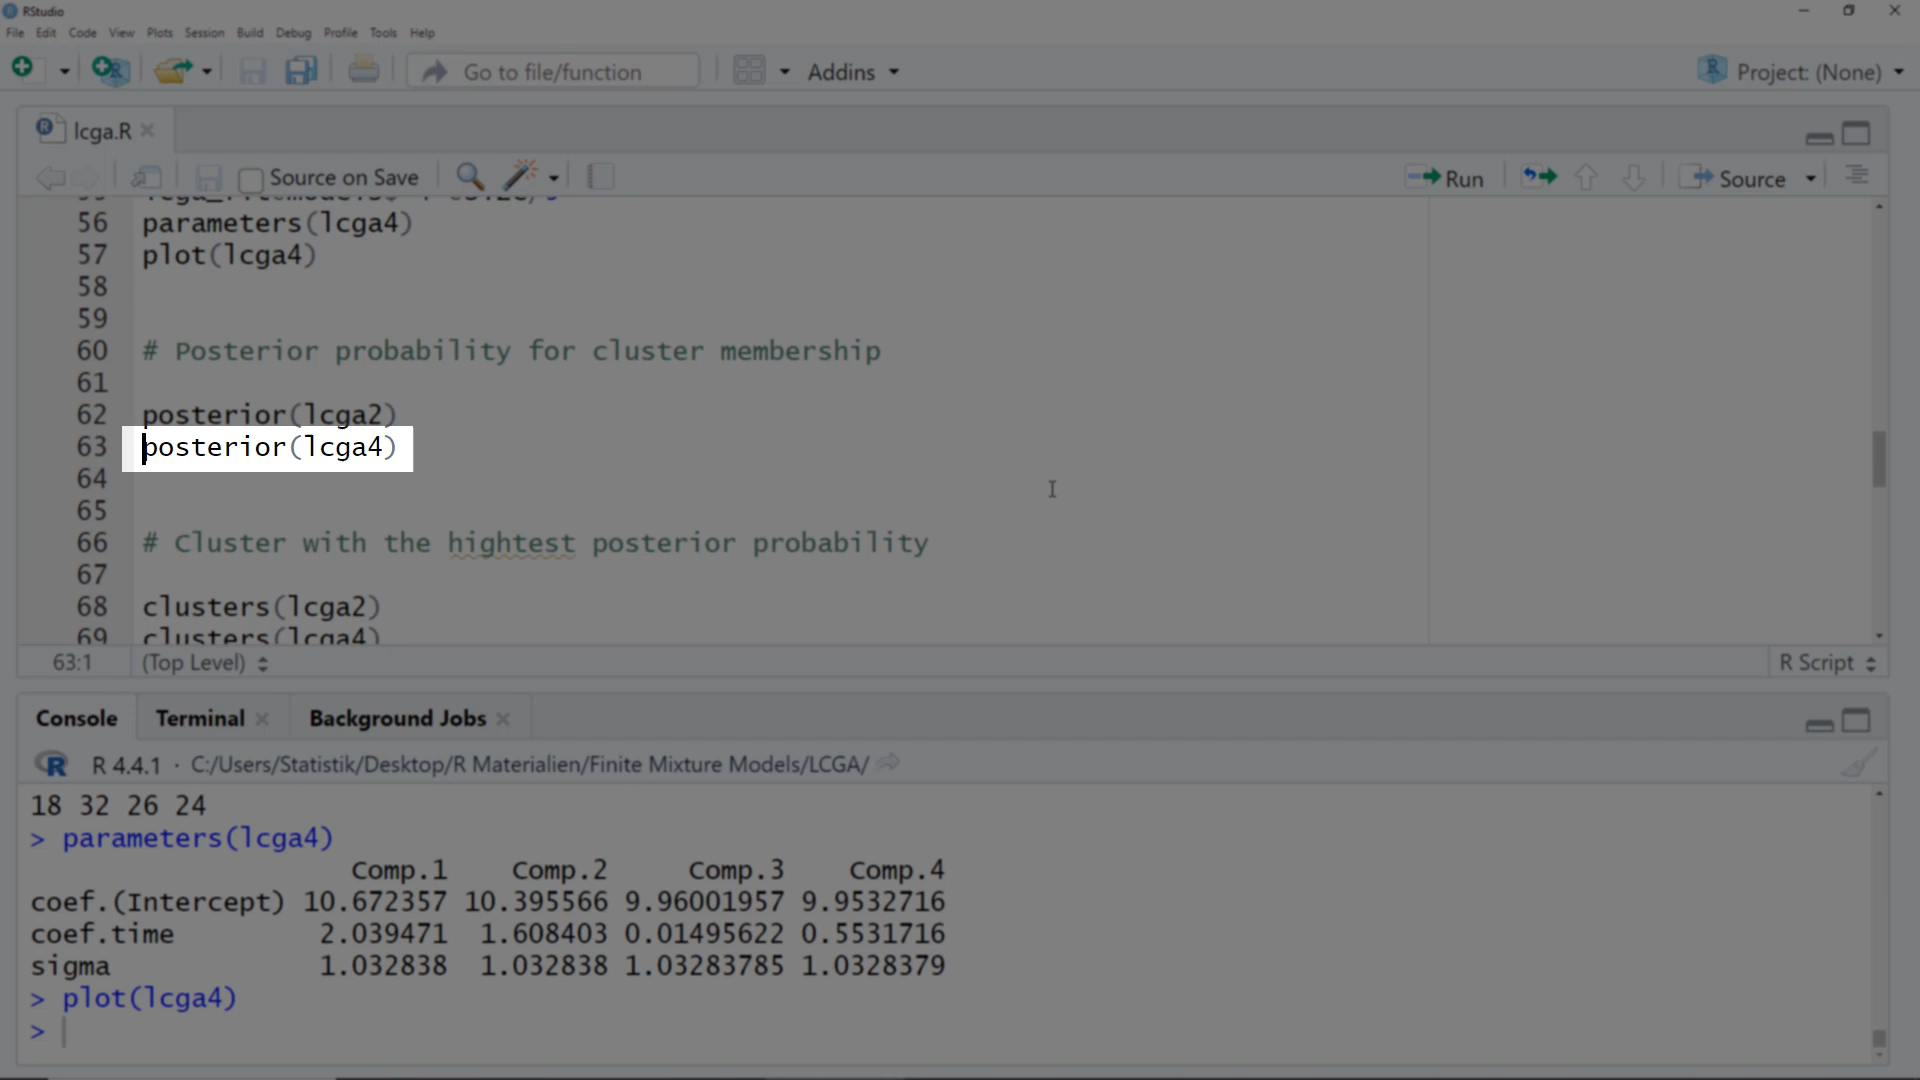 RStudio
File Edit Code View Plots Session Build Debug Profile Tools Help
Go to file/function Addins Project: (None)
lcga.R
Source on Save Run Source
56 parameters(lcga4)
57 plot(lcga4)
58
59
60 # Posterior probability for cluster membership
61
62 posterior(lcga2)
63 posterior(lcga4)
64
65
66 # Cluster with the hightest posterior probability
67
68 clusters(lcga2)
69 clusters(lcga4)
63:1 (Top Level) R Script
Console Terminal Background Jobs
R 4.4.1 · C:/Users/Statistik/Desktop/R Materialien/Finite Mixture Models/LCGA/
18 32 26 24
> parameters(lcga4)
Comp.1 Comp.2 Comp.3 Comp.4
coef.(Intercept) 10.672357 10.395566 9.96001957 9.9532716
coef.time 2.039471 1.608403 0.01495622 0.5531716
sigma 1.032838 1.032838 1.03283785 1.0328379
> plot(lcga4)
>